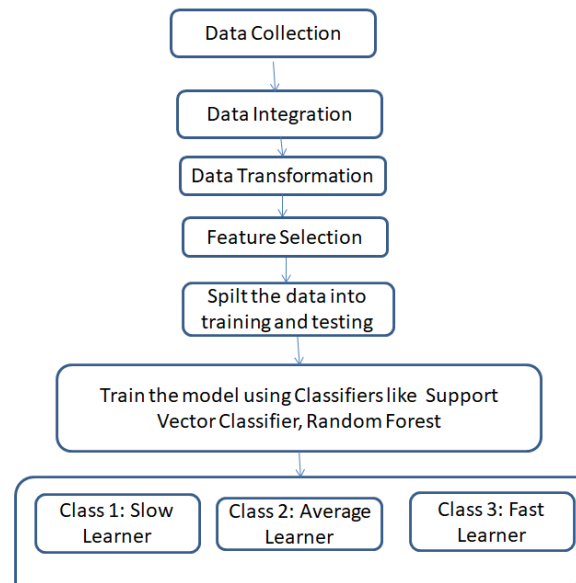 Data Collection
Data Integration
Data Transformation
Feature Selection
Spilt the data into
training and testing
Train the model using Classifiers like  Support
Vector Classifier, Random Forest
Class 1: Slow
Learner
Class 2: Average
Learner
Class 3: Fast
Learner